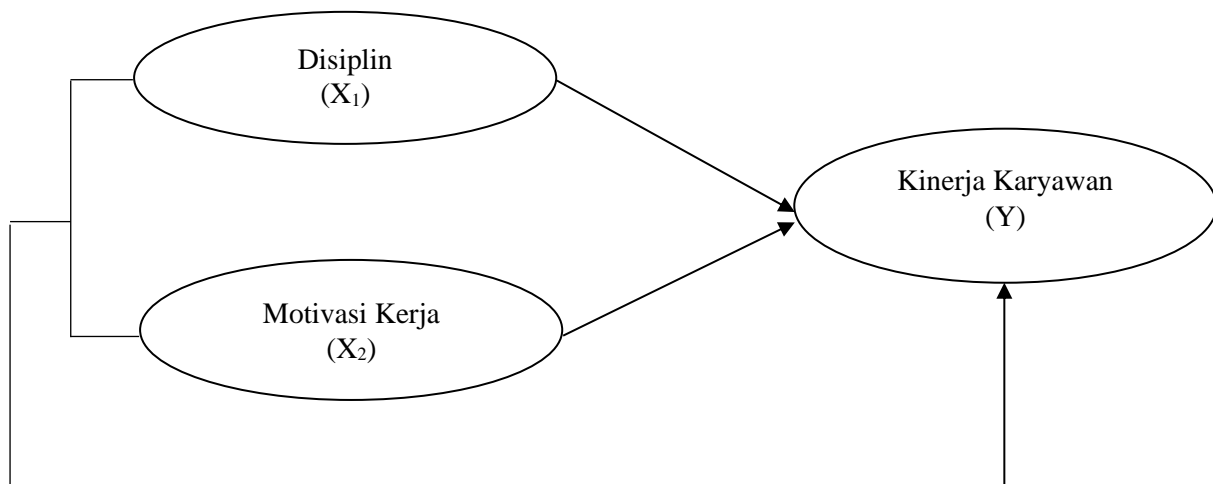 Disiplin
(X₁)
Kinerja Karyawan
(Y)
Motivasi Kerja
(X₂)